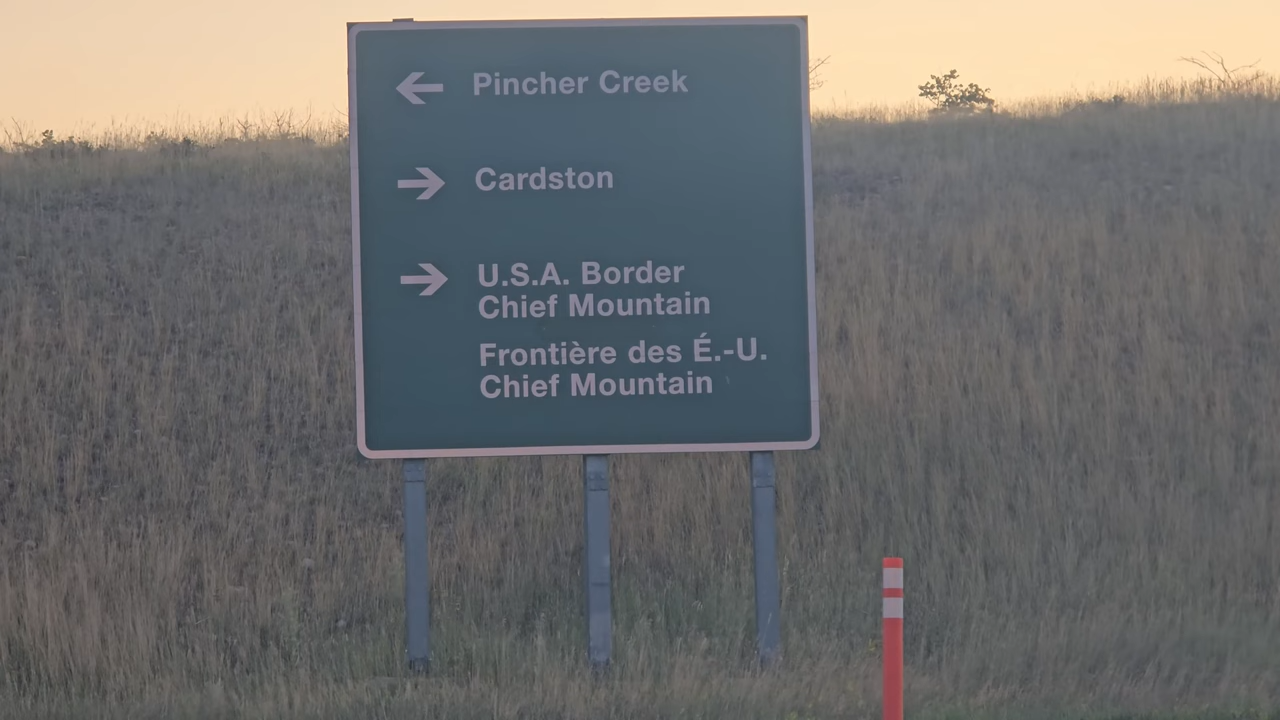 Pincher Creek
Cardston
U.S.A. Border
Chief Mountain
Frontière des É.-U.
Chief Mountain